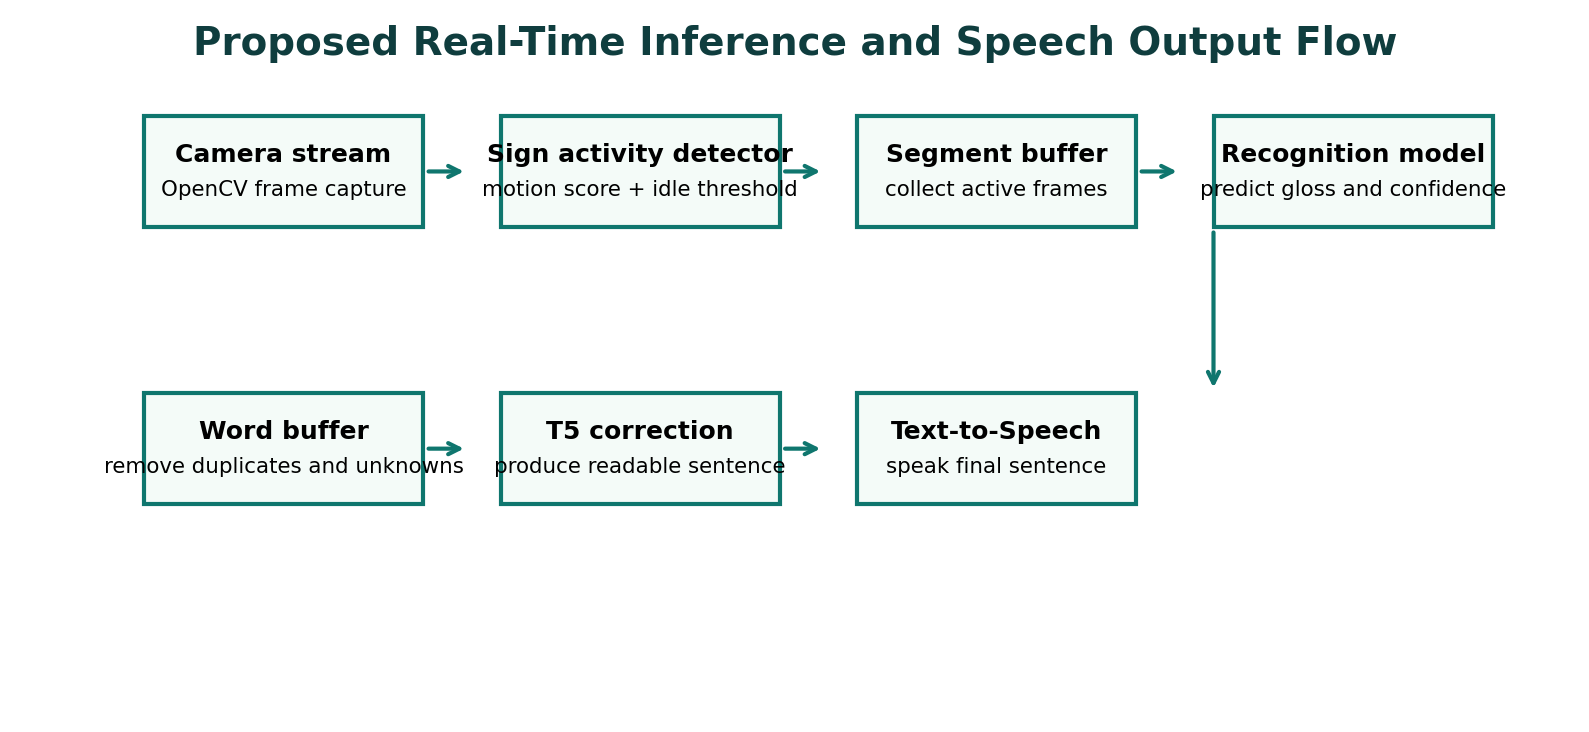 Proposed Real-Time Inference and Speech Output Flow
Camera stream
OpenCV frame capture
Sign activity detector
motion score + idle threshold
Segment buffer
collect active frames
Recognition model
predict gloss and confidence
Word buffer
remove duplicates and unknowns
T5 correction
produce readable sentence
Text-to-Speech
speak final sentence